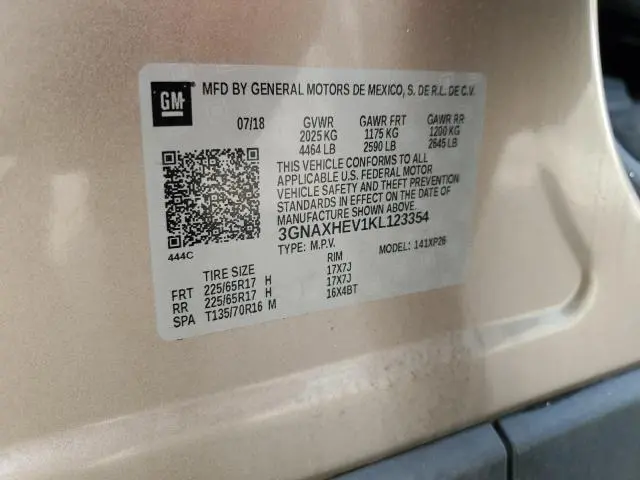 GM
MFD BY GENERAL MOTORS DE MEXICO, S. DE R.L. DE C.V.
07/18 GVWR GAWR FRT GAWR RR
2025 KG 1175 KG 1200 KG
4464 LB 2590 LB 2645 LB
THIS VEHICLE CONFORMS TO ALL
APPLICABLE U.S. FEDERAL MOTOR
VEHICLE SAFETY AND THEFT PREVENTION
STANDARDS IN EFFECT ON THE DATE OF
MANUFACTURE SHOWN ABOVE.
3GNAXHEV1KL123354
444C TYPE: M.P.V. MODEL: 141XP26
TIRE SIZE RIM
FRT 225/65R17 H 17X7J
RR 225/65R17 H 17X7J
SPA T135/70R16 M 16X4BT